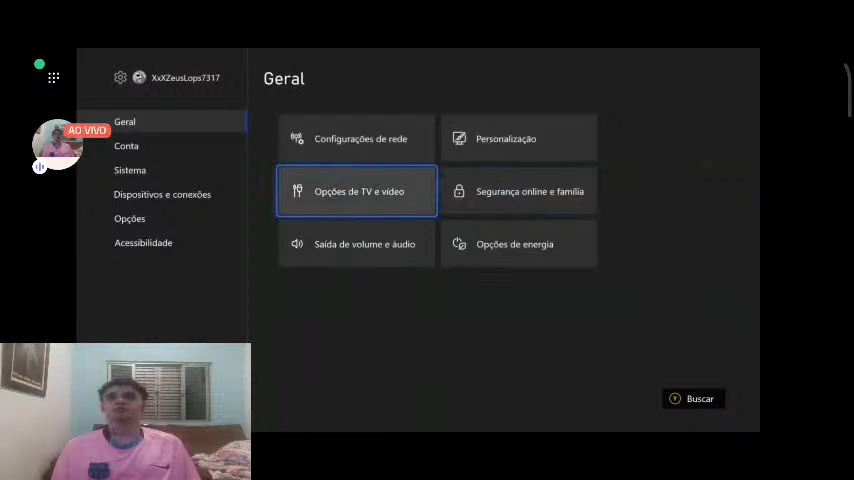 XxXZeusLops7317
Geral
AO VIVO
Geral
Conta
Sistema
Dispositivos e conexões
Opções
Acessibilidade
Configurações de rede
Personalização
Opções de TV e vídeo
Segurança online e família
Saída de volume e áudio
Opções de energia
Y Buscar